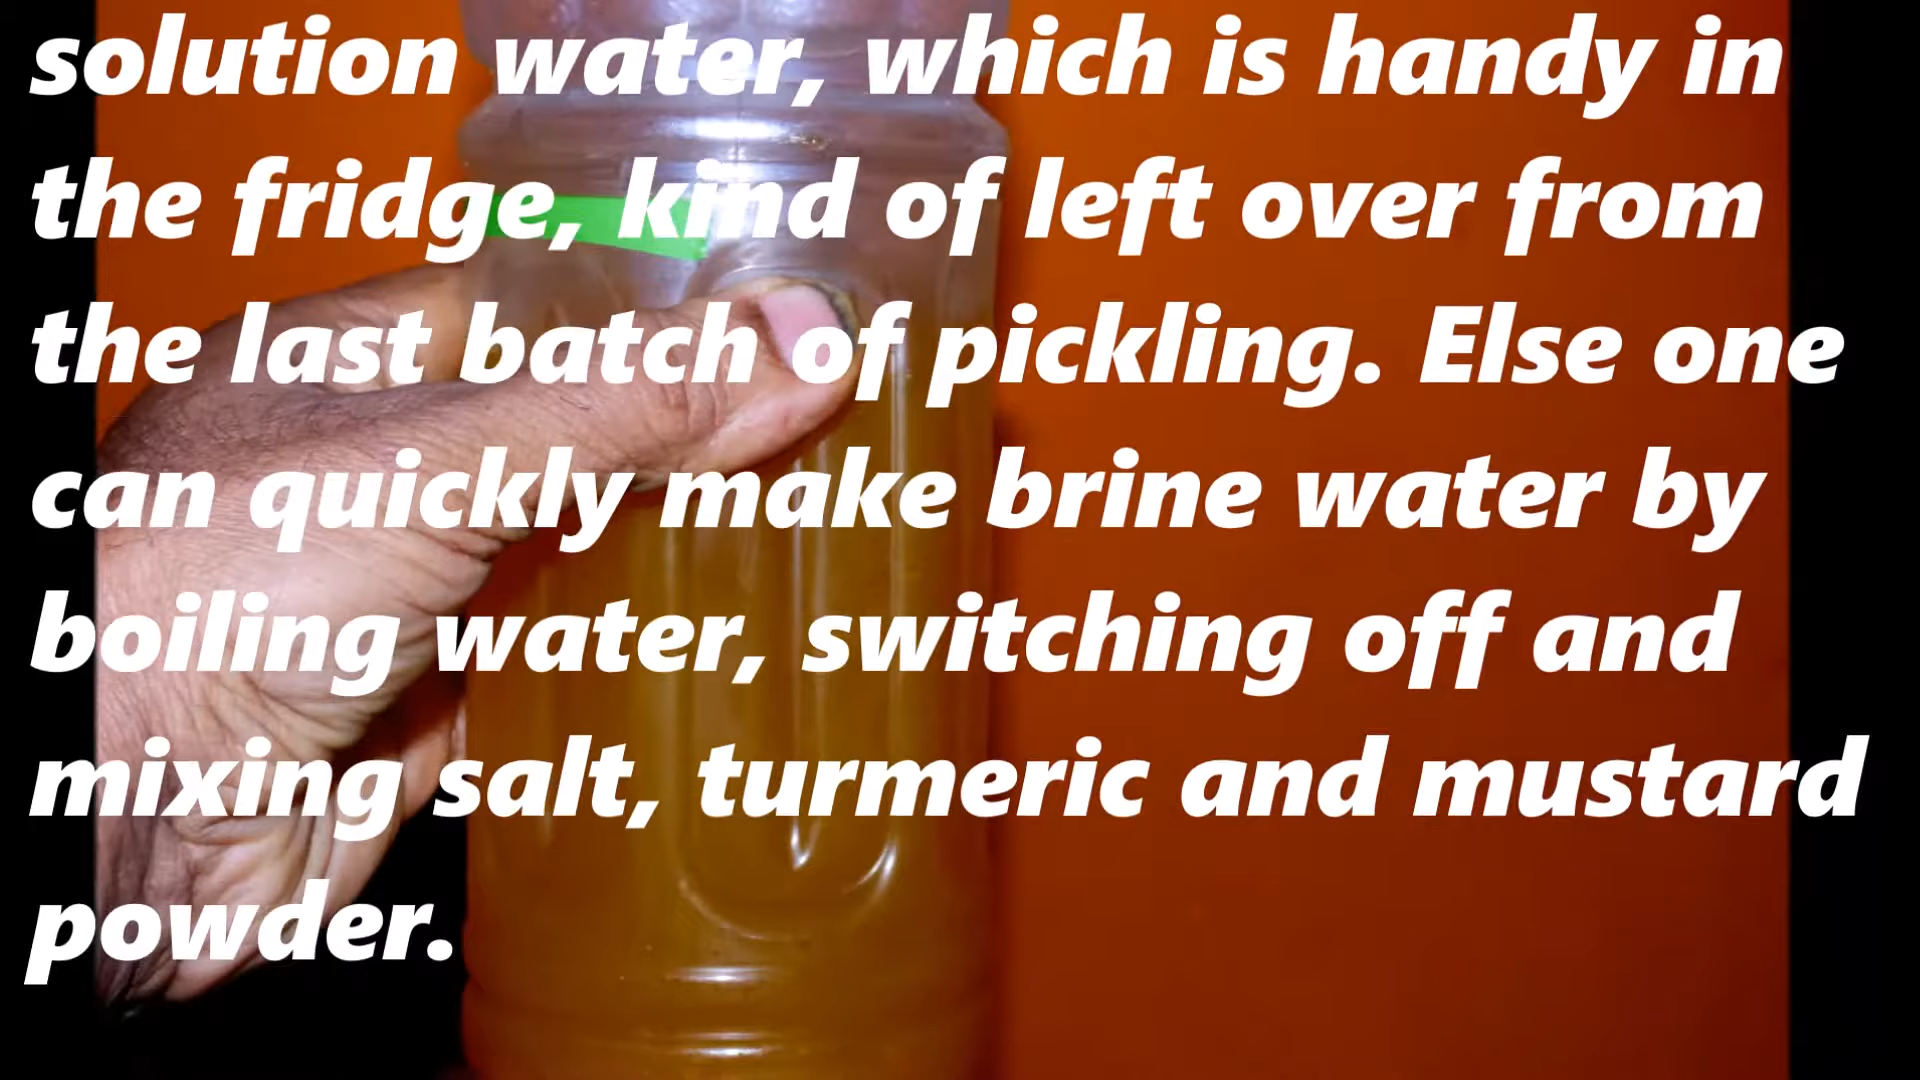 solution water, which is handy in
the fridge, kind of left over from
the last batch of pickling. Else one
can quickly make brine water by
boiling water, switching off and
mixing salt, turmeric and mustard
powder.